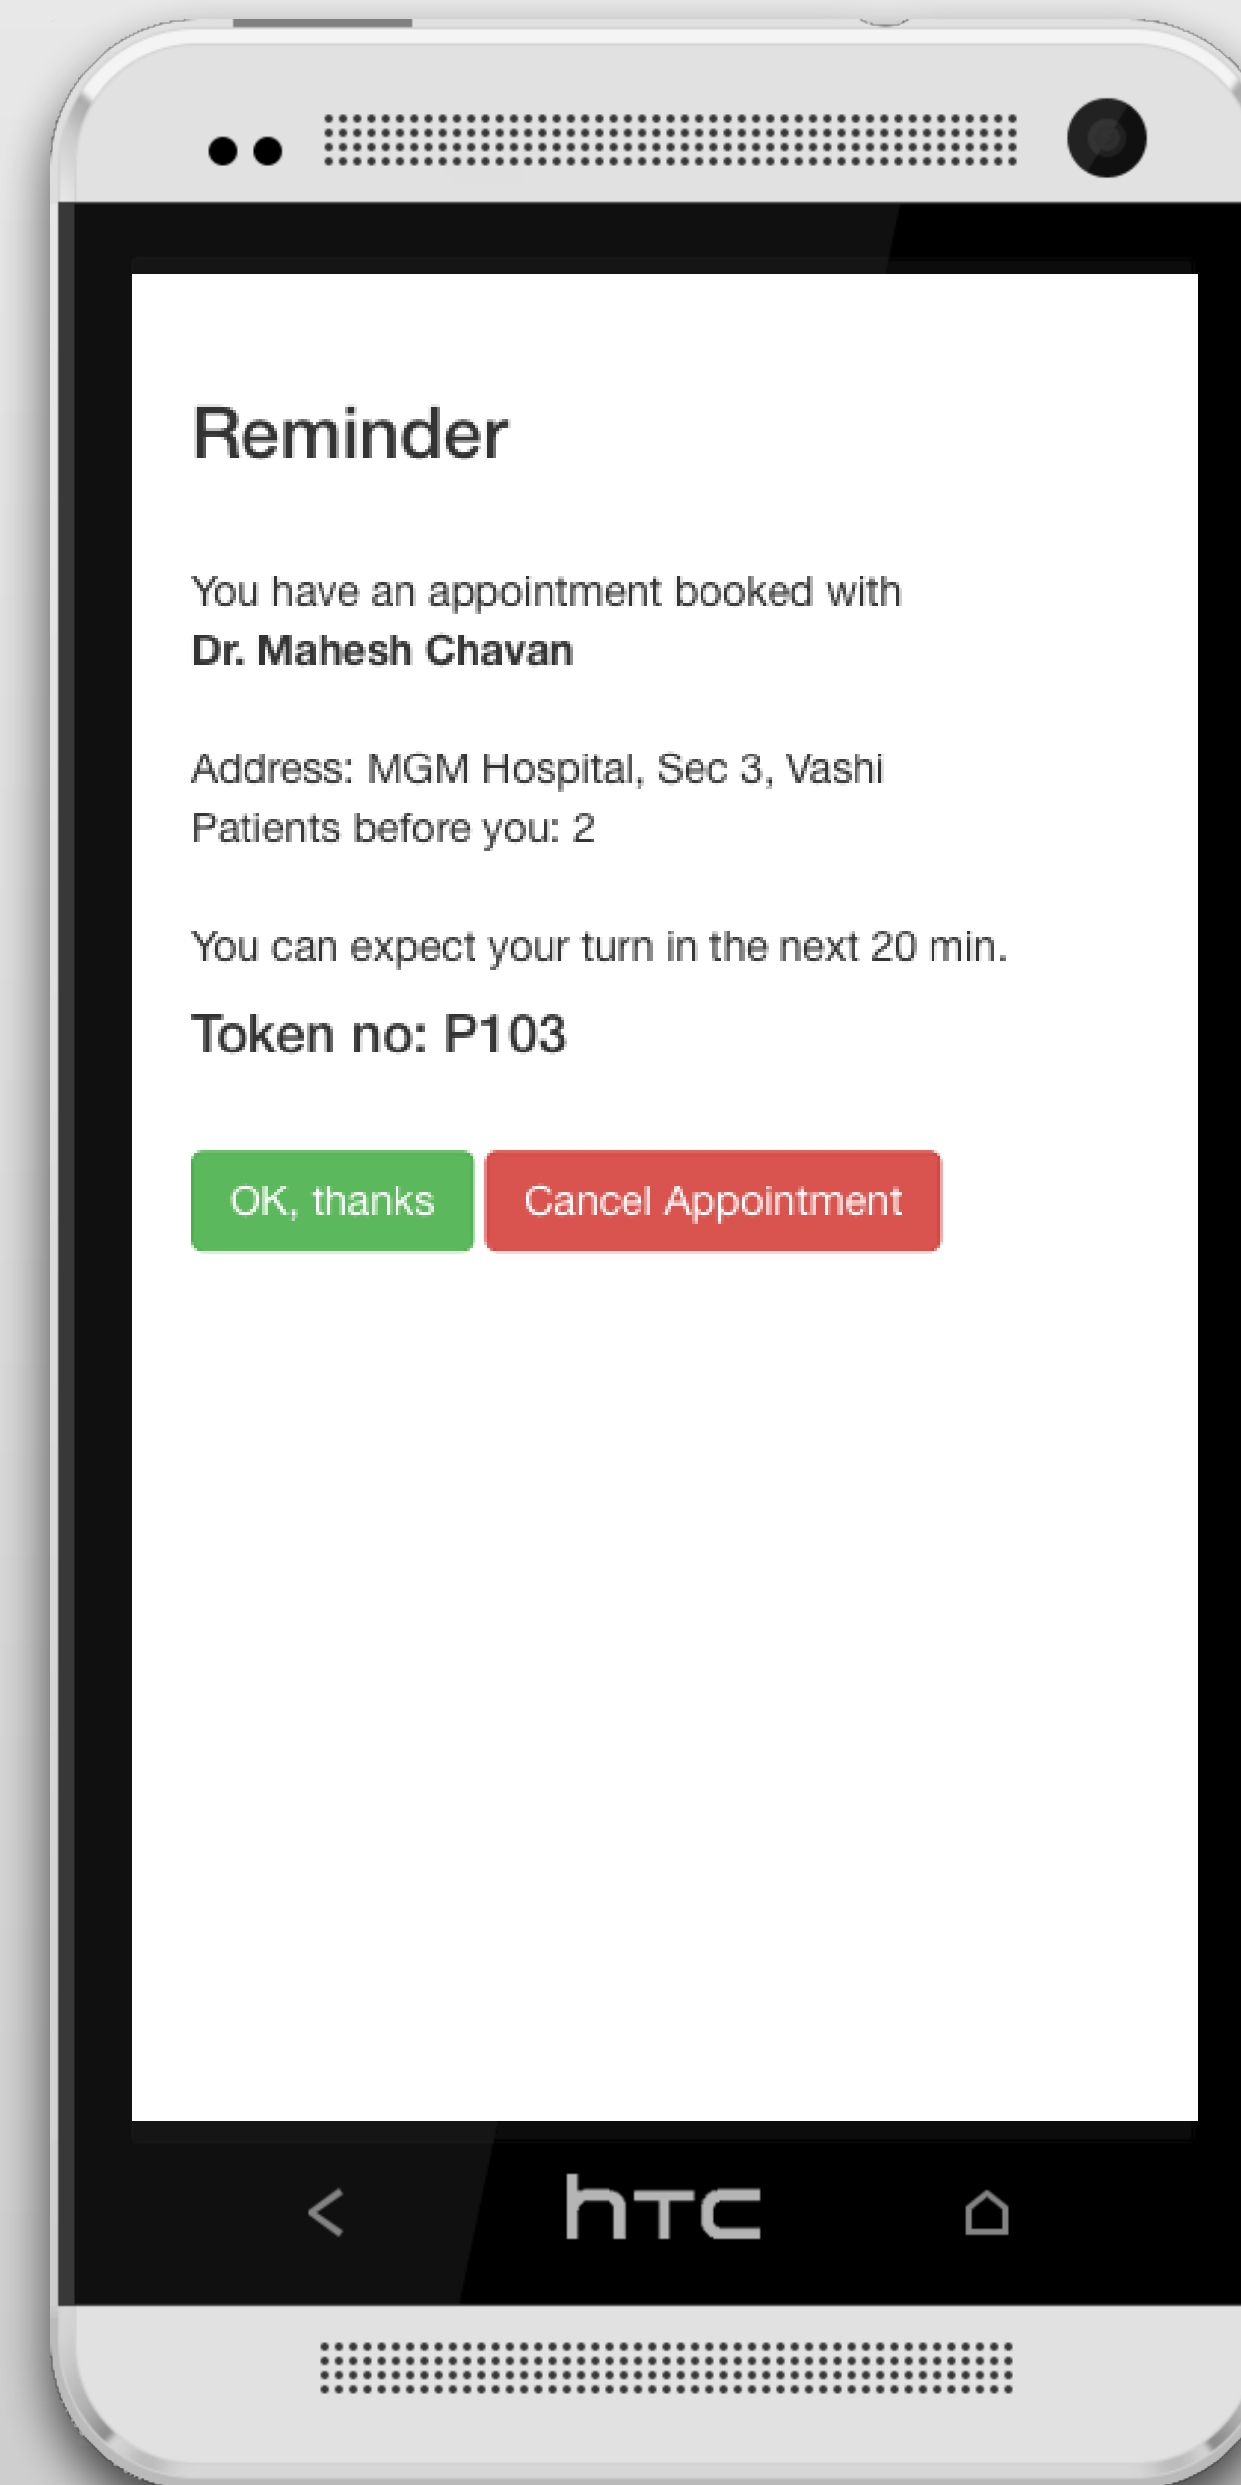 Reminder
You have an appointment booked with
Dr. Mahesh Chavan
Address: MGM Hospital, Sec 3, Vashi
Patients before you: 2
You can expect your turn in the next 20 min.
Token no: P103
OK, thanks Cancel Appointment
hTC